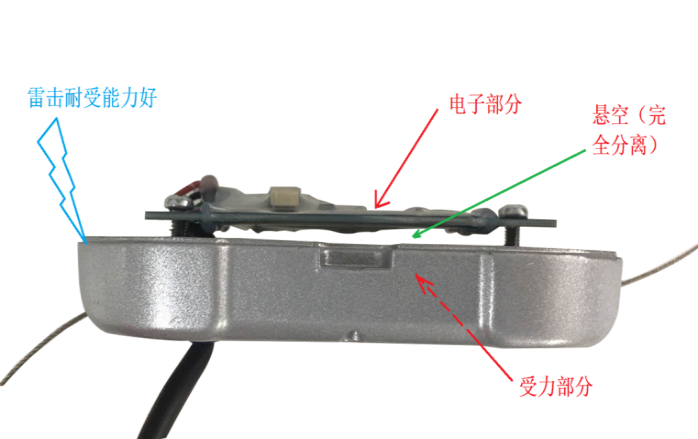 雷击耐受能力好
电子部分
悬空（完
全分离）
受力部分